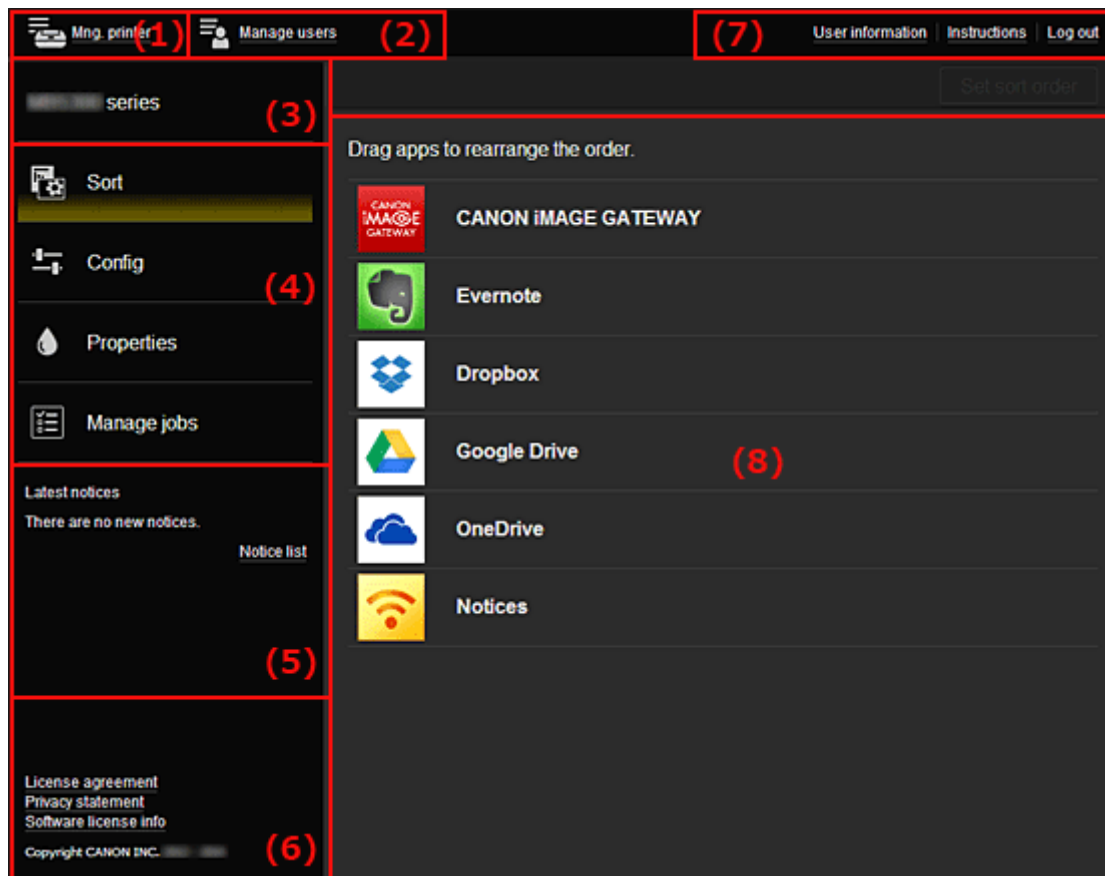 Mng. printer (1) Manage users (2) (7) User information Instructions Log out
series
(3)
Set sort order
Sort
Config
(4)
Properties
Manage jobs
Latest notices
There are no new notices.
Notice list
(5)
License agreement
Privacy statement
Software license info
Copyright CANON INC.
(6)
Drag apps to rearrange the order.
CANON iMAGE GATEWAY
CANON iMAGE GATEWAY
Evernote
Dropbox
Google Drive
(8)
OneDrive
Notices